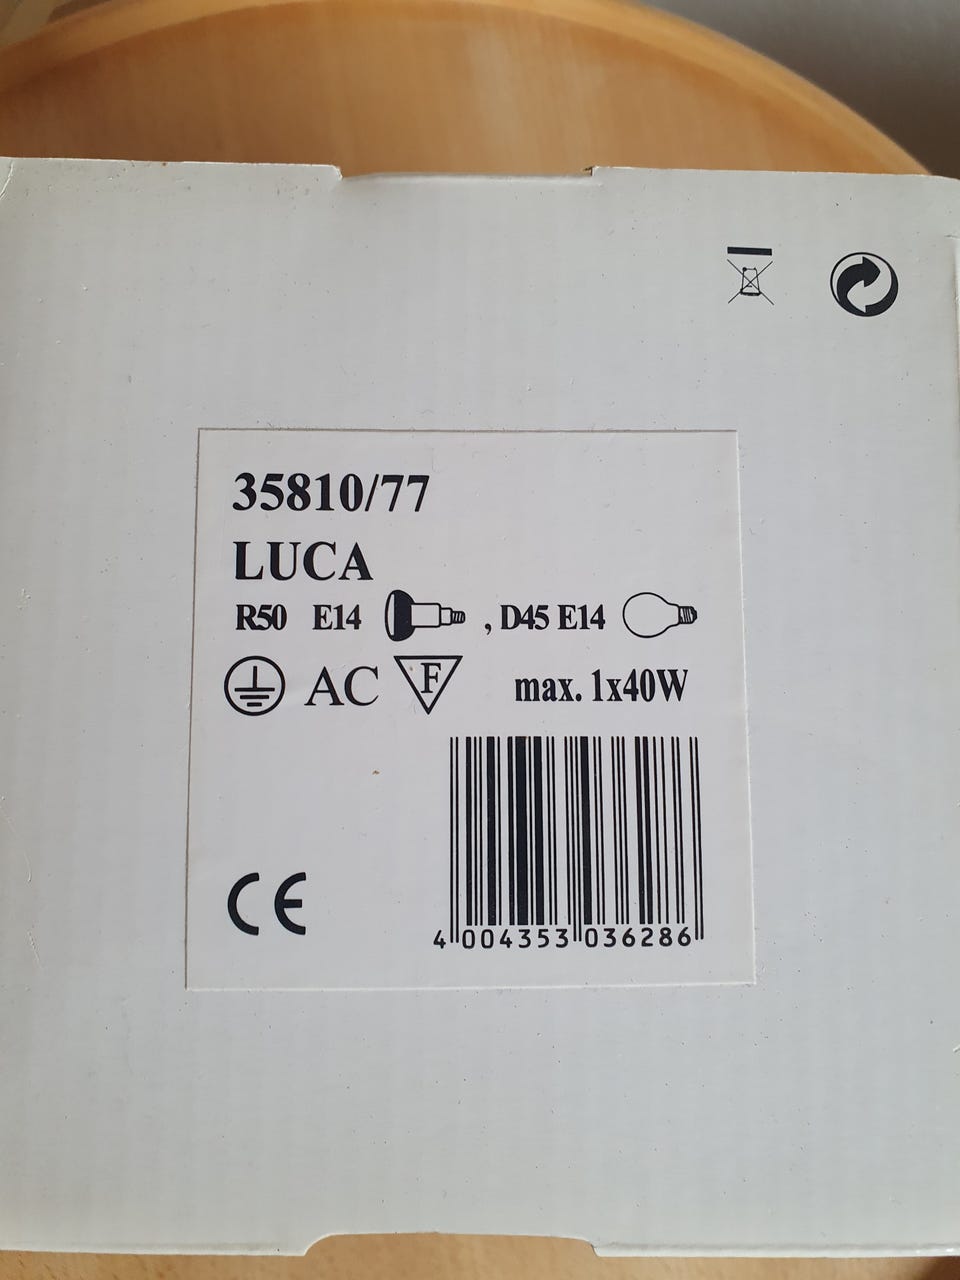 35810/77
LUCA
R50 E14 , D45 E14
AC F max. 1x40W
CE
4 004353 036286